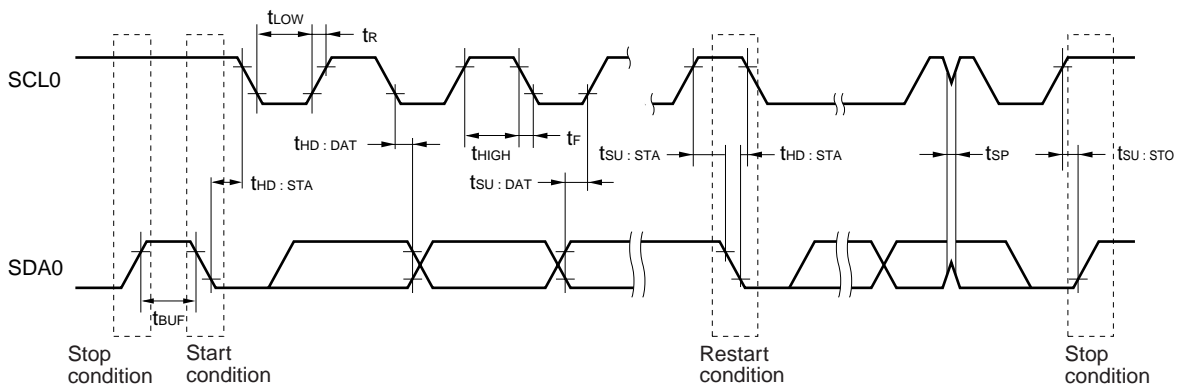 tLOW
tR
SCL0
tHD : DAT
tHIGH
tF
tSU : STA
tHD : STA
tSP
tSU : STO
tHD : STA
tSU : DAT
SDA0
tBUF
Stop
condition
Start
condition
Restart
condition
Stop
condition